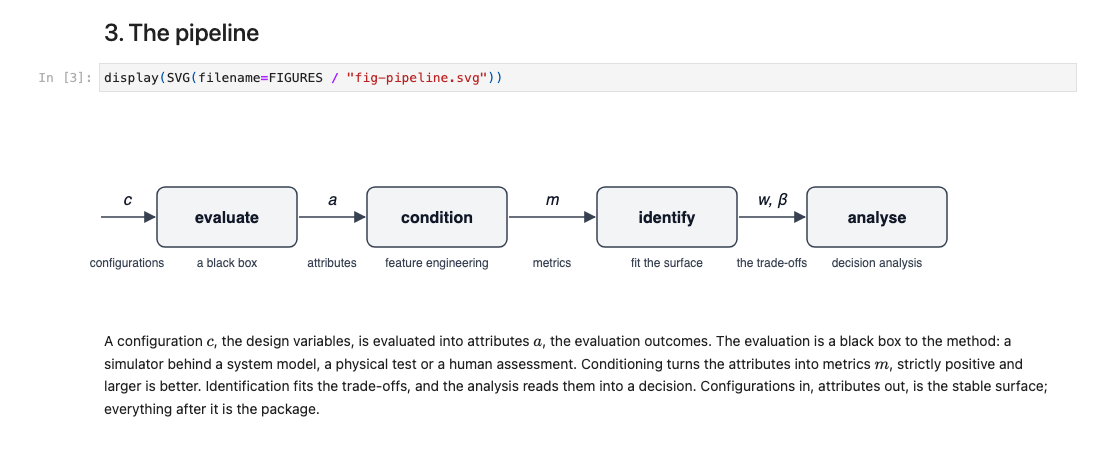 3. The pipeline
In [3]: display(SVG(filename=FIGURES / "fig-pipeline.svg"))
c a m w, β
evaluate condition identify analyse
configurations a black box attributes feature engineering metrics fit the surface the trade-offs decision analysis
A configuration c, the design variables, is evaluated into attributes a, the evaluation outcomes. The evaluation is a black box to the method: a
simulator behind a system model, a physical test or a human assessment. Conditioning turns the attributes into metrics m, strictly positive and
larger is better. Identification fits the trade-offs, and the analysis reads them into a decision. Configurations in, attributes out, is the stable surface;
everything after it is the package.